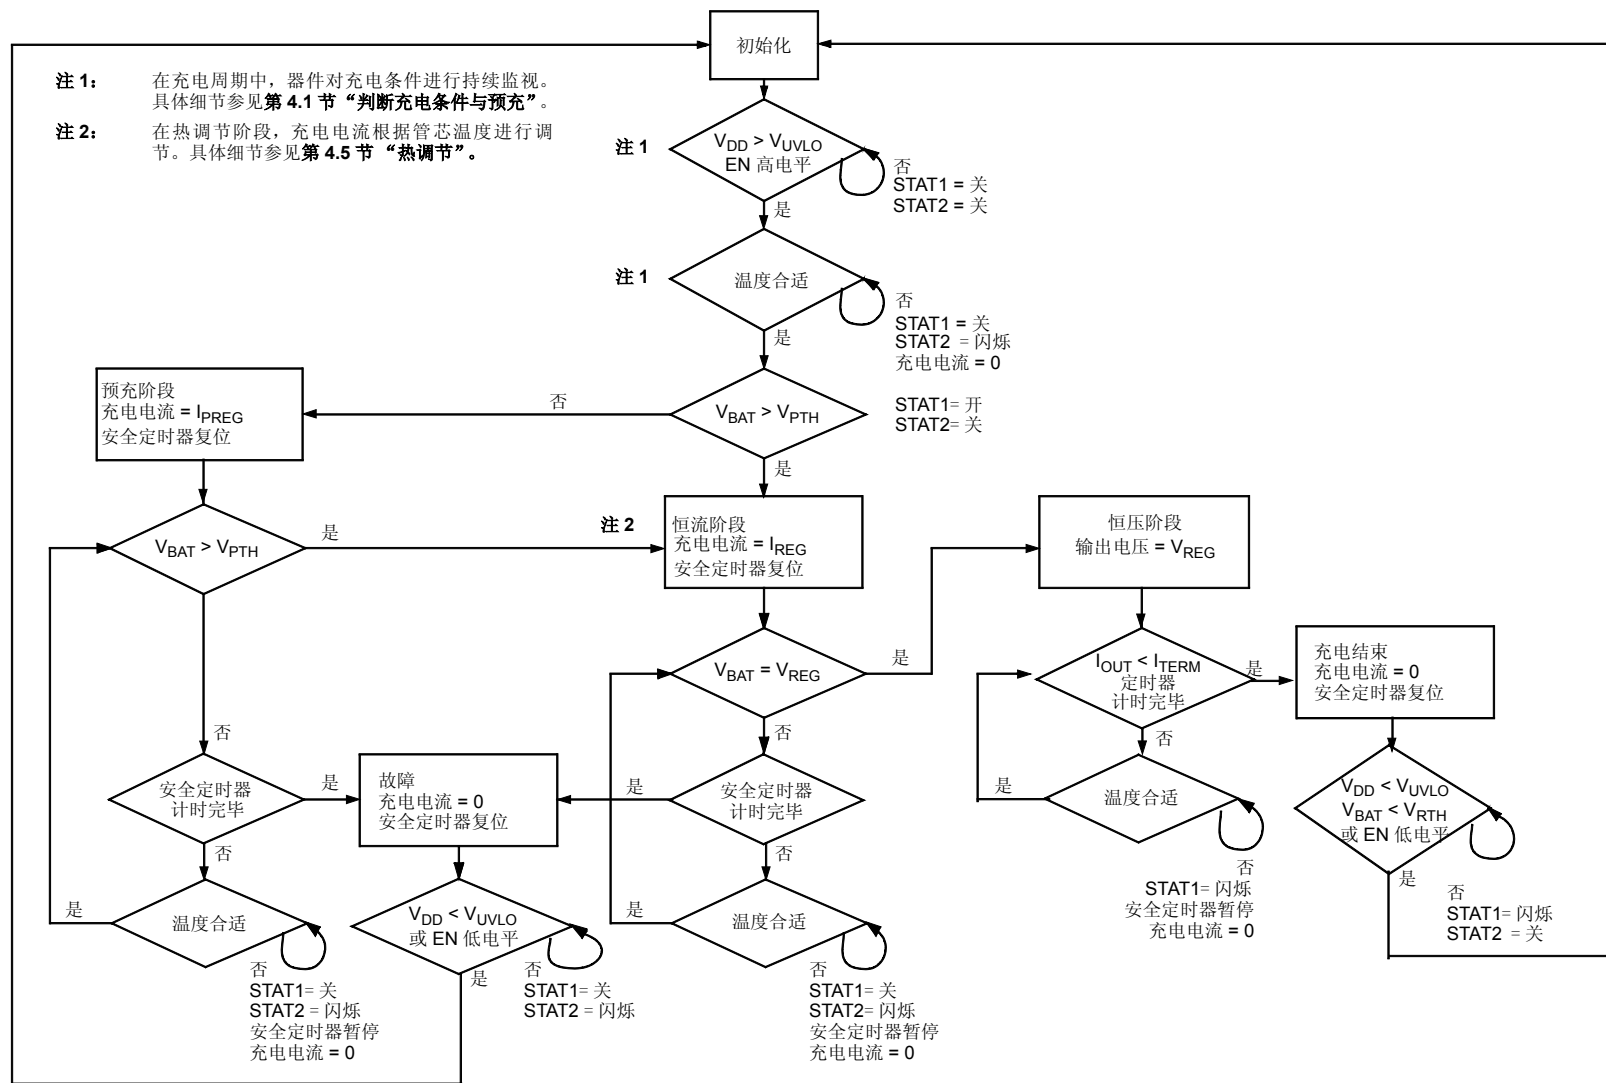 初始化
注 1：
在充电周期中，器件对充电条件进行持续监视。
具体细节参见第 4.1 节“判断充电条件与预充”。
注 2：
在热调节阶段，充电电流根据管芯温度进行调
节。具体细节参见第 4.5 节 “热调节”。
注 1
VDD > VUVLO
EN 高电平
否
STAT1 = 关
STAT2 = 关
是
注 1
温度合适
否
STAT1 = 关
STAT2 = 闪烁
充电电流 = 0
是
预充阶段
充电电流 = IPREG
安全定时器复位
否
VBAT > VPTH
STAT1= 开
STAT2= 关
是
VBAT > VPTH
是
注 2
恒流阶段
充电电流 = IREG
安全定时器复位
恒压阶段
输出电压 = VREG
VBAT = VREG
是
IOUT < ITERM
定时器
计时完毕
是
充电结束
充电电流 = 0
安全定时器复位
否
否
否
安全定时器
计时完毕
是
故障
充电电流 = 0
安全定时器复位
是
安全定时器
计时完毕
是
温度合适
VDD < VUVLO
VBAT < VRTH
或 EN 低电平
否
否
否
STAT1= 闪烁
安全定时器暂停
充电电流 = 0
是
否
STAT1= 闪烁
STAT2 = 关
是
温度合适
VDD < VUVLO
或 EN 低电平
是
温度合适
否
STAT1= 关
STAT2 = 闪烁
安全定时器暂停
充电电流 = 0
是
否
STAT1= 关
STAT2 = 闪烁
否
STAT1= 关
STAT2= 闪烁
安全定时器暂停
充电电流 = 0